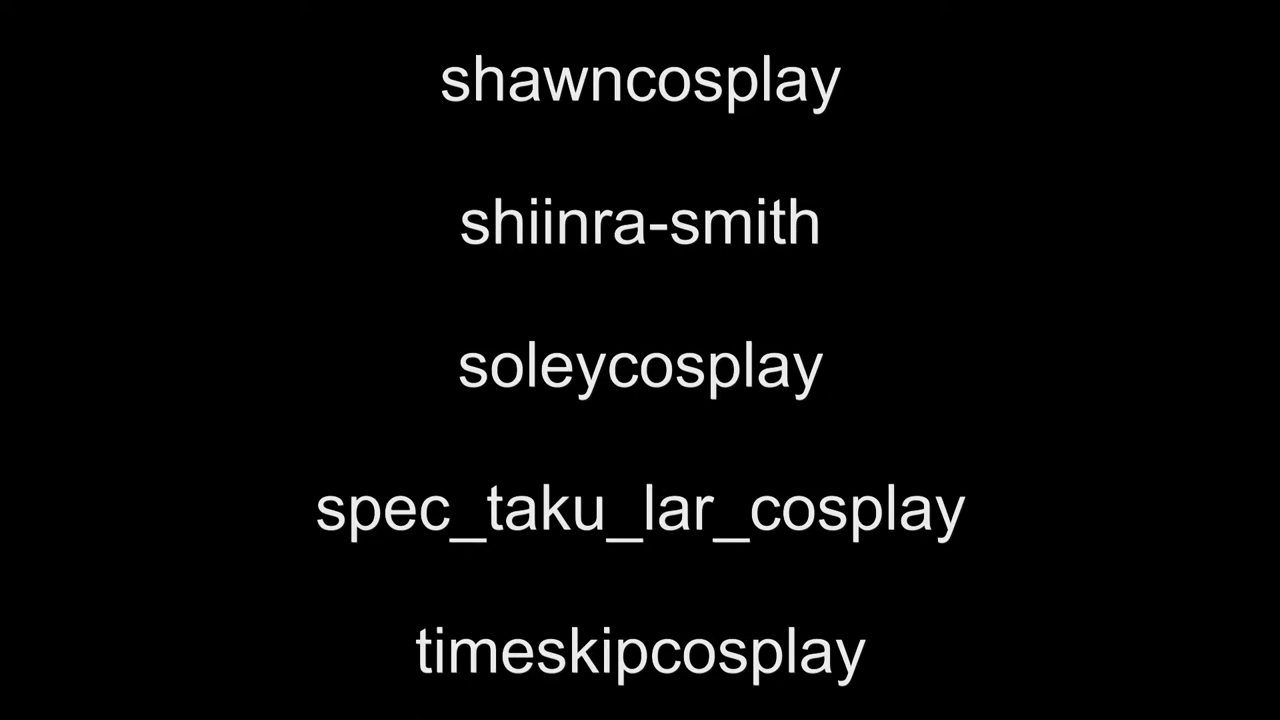 shawncosplay
shiinra-smith
soleycosplay
spec_taku_lar_cosplay
timeskipcosplay